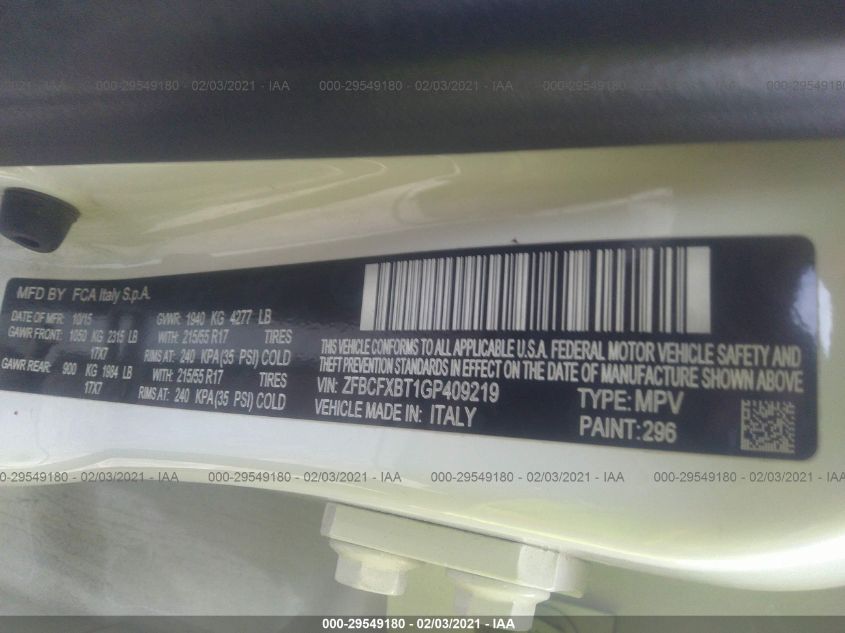 000-29549180 - 02/03/2021 - IAA 000-29549180 - 02/03/2021 - IAA 000-29549180 - 02/03/2021 - IAA
MFD BY FCA Italy S.p.A.
DATE OF MFR: 10/15 GVWR: 1940 KG 4277 LB
GAWR FRONT: 1050 KG 2315 LB WITH: 215/55 R17 TIRES
17X7 RIMS AT: 240 KPA(35 PSI) COLD
GAWR REAR: 900 KG 1984 LB WITH: 215/55 R17 TIRES
17X7 RIMS AT: 240 KPA(35 PSI) COLD
THIS VEHICLE CONFORMS TO ALL APPLICABLE U.S.A. FEDERAL MOTOR VEHICLE SAFETY AND
THEFT PREVENTION STANDARDS IN EFFECT ON THE DATE OF MANUFACTURE SHOWN ABOVE
VIN: ZFBCFXBT1GP409219 TYPE: MPV
VEHICLE MADE IN: ITALY PAINT: 296
000-29549180 - 02/03/2021 - IAA 000-29549180 - 02/03/2021 - IAA 000-29549180 - 02/03/2021 - IAA
000-29549180 - 02/03/2021 - IAA